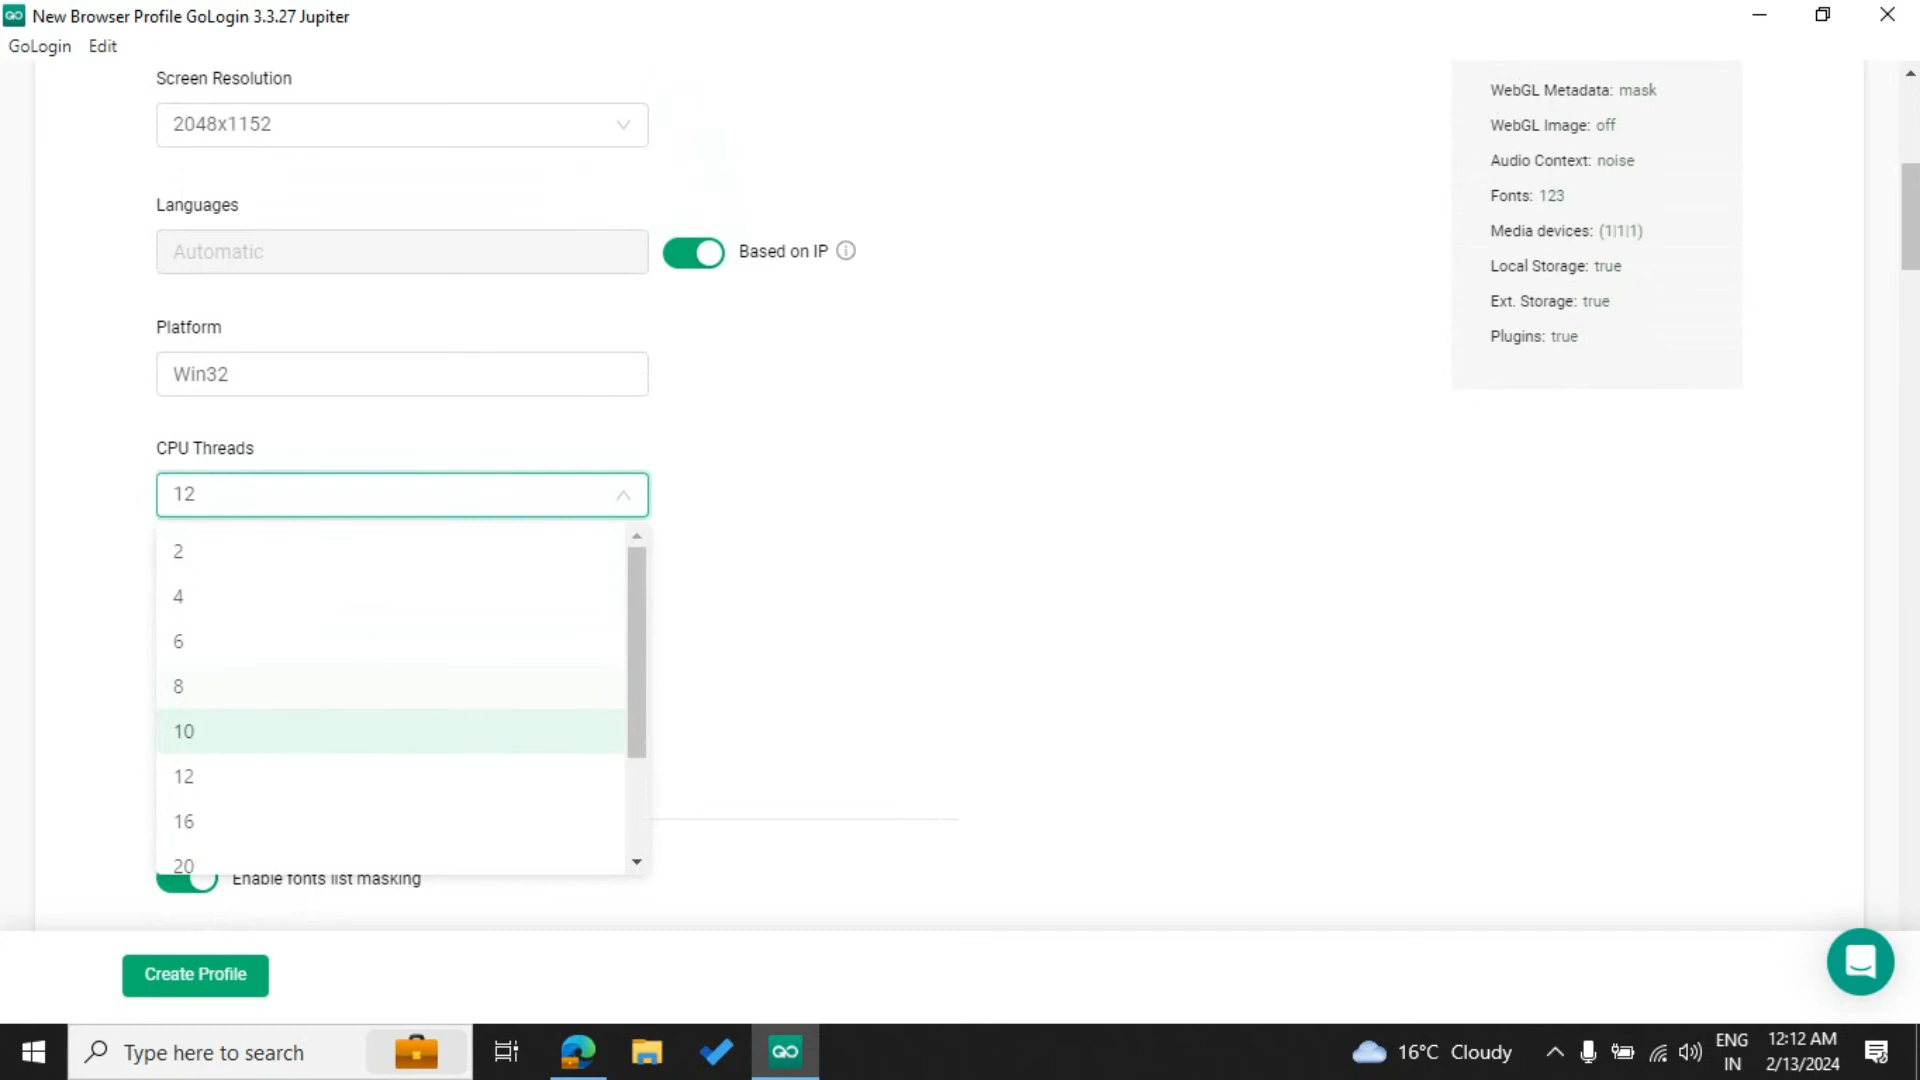 New Browser Profile GoLogin 3.3.27 Jupiter
GoLogin Edit
Screen Resolution
2048x1152
Languages
Automatic
Based on IP
Platform
Win32
CPU Threads
12
2
4
6
8
10
12
16
20
Enable fonts list masking
WebGL Metadata: mask
WebGL Image: off
Audio Context: noise
Fonts: 123
Media devices: (1|1|1)
Local Storage: true
Ext. Storage: true
Plugins: true
Create Profile
Type here to search
16°C Cloudy
ENG
IN
12:12 AM
2/13/2024